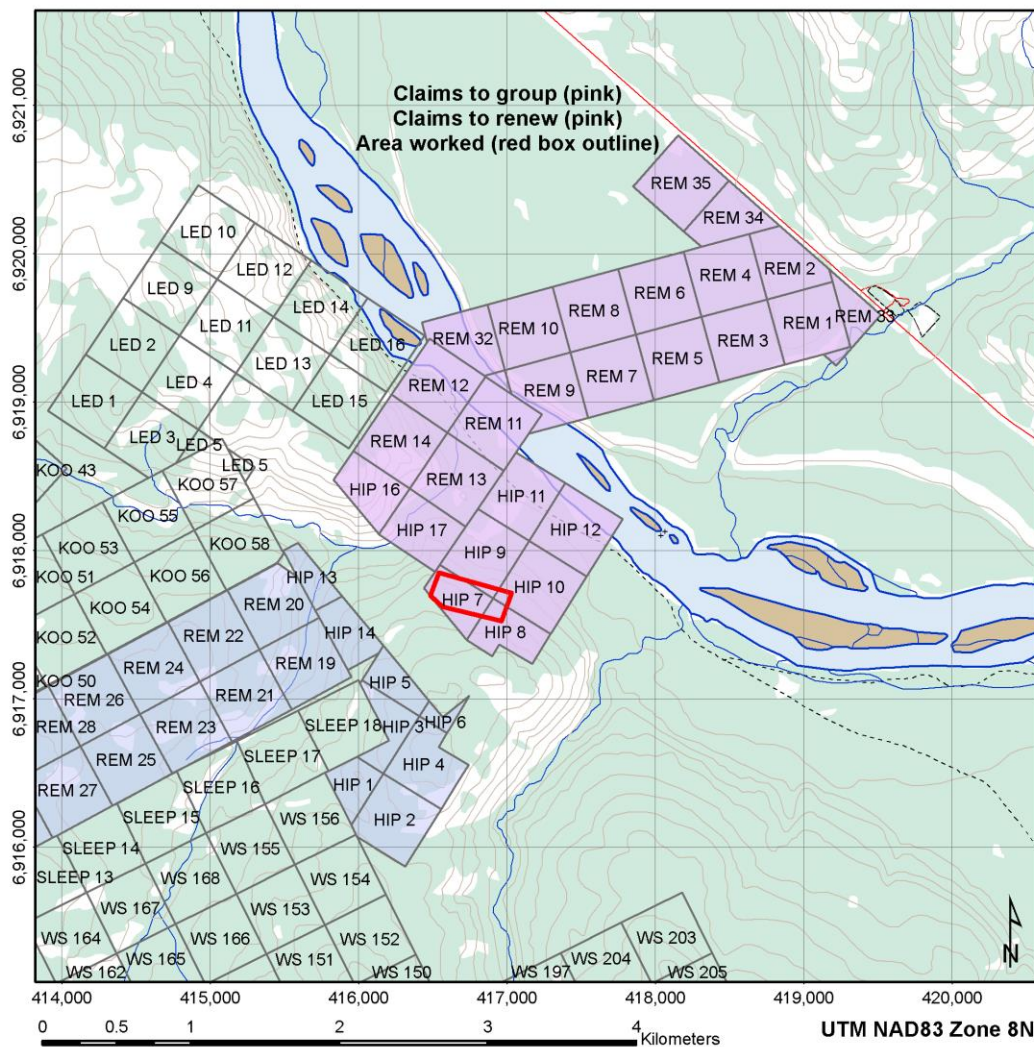 Claims to group (pink)
Claims to renew (pink)
Area worked (red box outline)
6,921,000
6,920,000
6,919,000
6,918,000
6,917,000
6,916,000
REM 35
REM 34
LED 10
LED 12
LED 9
LED 14
LED 11
LED 16
LED 2
LED 13
LED 4
LED 15
LED 1
LED 3
LED 5
LED 5
REM 2
REM 4
REM 6
REM 8
REM 10
REM 32
REM 33
REM 1
REM 3
REM 5
REM 7
REM 9
REM 12
REM 11
REM 14
REM 13
HIP 16
HIP 11
HIP 17
HIP 12
HIP 9
HIP 10
HIP 7
HIP 8
KOO 43
KOO 57
KOO 55
KOO 53
KOO 58
KOO 51
KOO 56
KOO 54
KOO 52
KOO 50
HIP 13
REM 20
HIP 14
REM 22
REM 19
REM 24
REM 21
REM 26
REM 23
REM 28
REM 25
REM 27
HIP 5
HIP 3
HIP 6
HIP 4
HIP 1
HIP 2
SLEEP 18
SLEEP 17
SLEEP 16
SLEEP 15
SLEEP 14
SLEEP 13
WS 156
WS 155
WS 154
WS 168
WS 153
WS 167
WS 152
WS 166
WS 164
WS 151
WS 165
WS 150
WS 162
WS 203
WS 204
WS 197
WS 205
N
414,000
415,000
416,000
417,000
418,000
419,000
420,000
0
0.5
1
2
3
4
Kilometers
UTM NAD83 Zone 8N